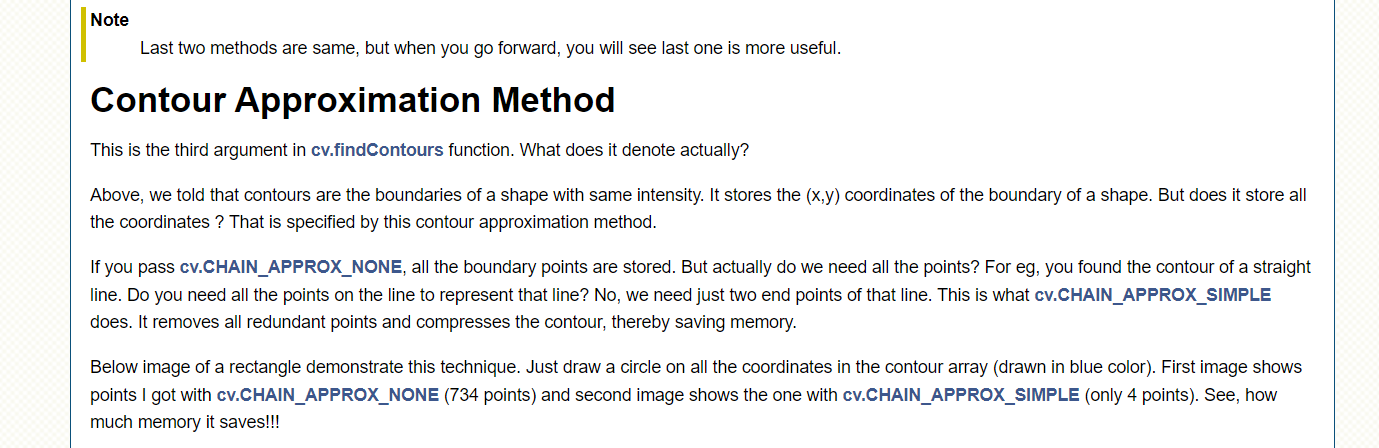 Note
Last two methods are same, but when you go forward, you will see last one is more useful.
Contour Approximation Method
This is the third argument in cv.findContours function. What does it denote actually?
Above, we told that contours are the boundaries of a shape with same intensity. It stores the (x,y) coordinates of the boundary of a shape. But does it store all
the coordinates ? That is specified by this contour approximation method.
If you pass cv.CHAIN_APPROX_NONE, all the boundary points are stored. But actually do we need all the points? For eg, you found the contour of a straight
line. Do you need all the points on the line to represent that line? No, we need just two end points of that line. This is what cv.CHAIN_APPROX_SIMPLE
does. It removes all redundant points and compresses the contour, thereby saving memory.
Below image of a rectangle demonstrate this technique. Just draw a circle on all the coordinates in the contour array (drawn in blue color). First image shows
points I got with cv.CHAIN_APPROX_NONE (734 points) and second image shows the one with cv.CHAIN_APPROX_SIMPLE (only 4 points). See, how
much memory it saves!!!